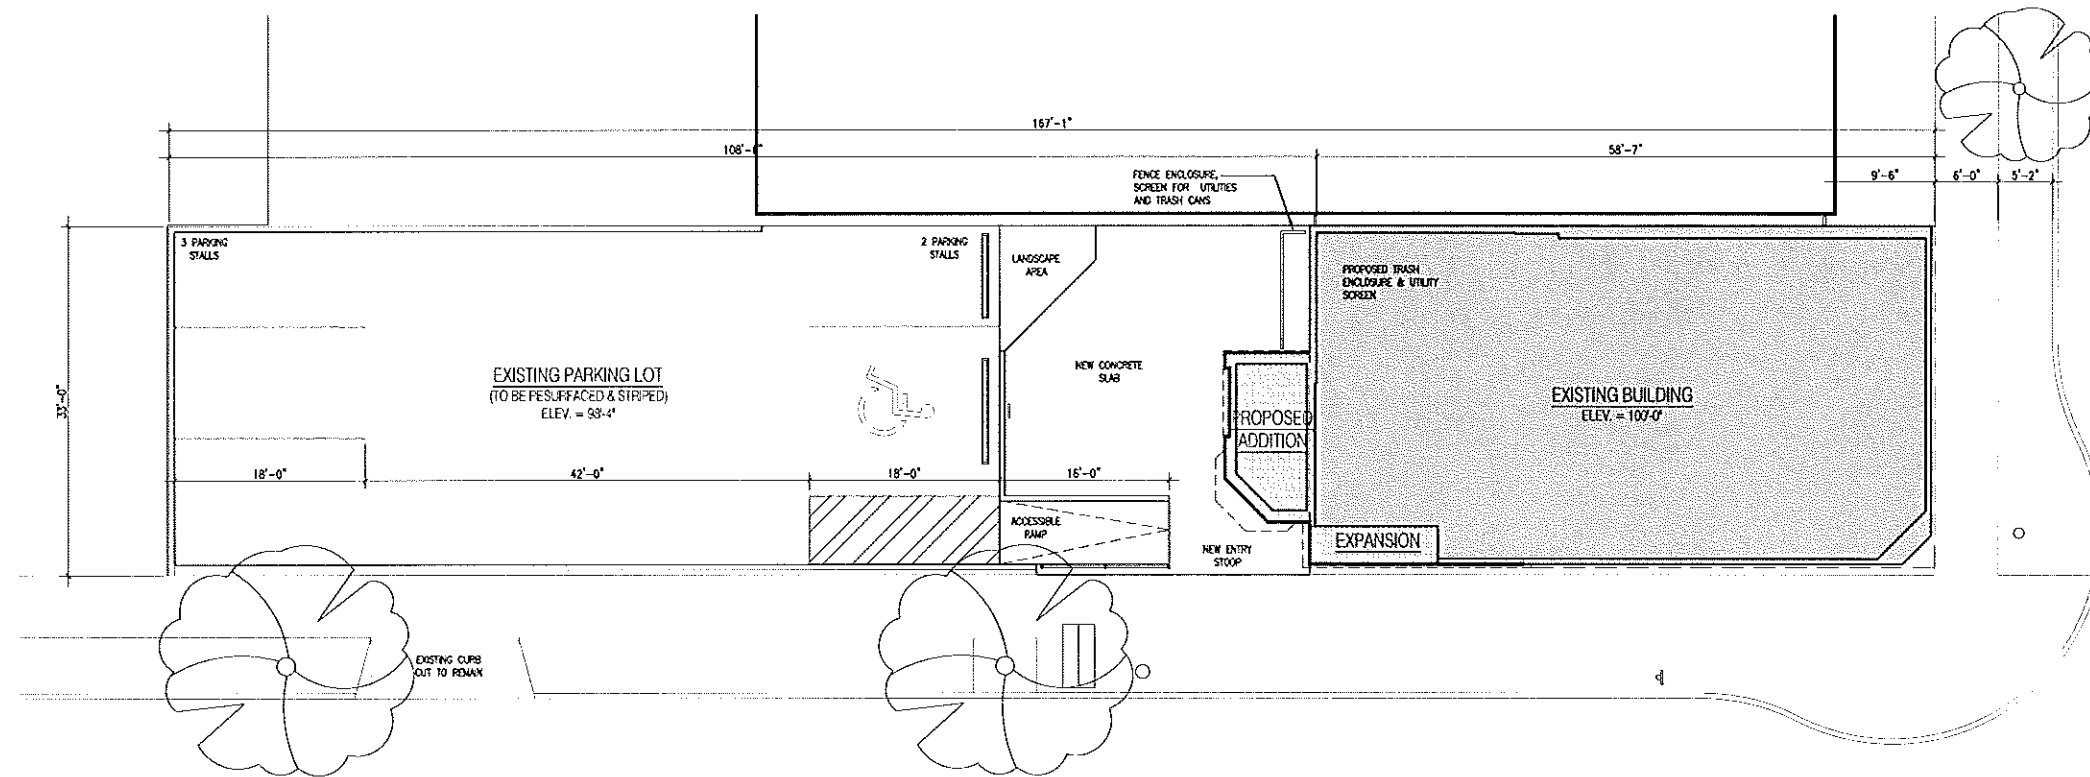 167'-1"
58'-7"
9'-6"
6'-0"
5'-2"
FENCE ENCLOSURE,
SCREEN FOR UTILITIES
AND TRASH CANS
3 PARKING
STALLS
2 PARKING
STALLS
LANDSCAPE
AREA
PROPOSED TRASH
ENCLOSURE & UTILITY
SCREEN
33'-0"
EXISTING PARKING LOT
(TO BE RESURFACED & STRIPED)
ELEV. = 98'-4"
NEW CONCRETE
SLAB
PROPOSED
ADDITION
EXISTING BUILDING
ELEV. = 100'-0"
18'-0"
42'-0"
18'-0"
16'-0"
ACCESSIBLE
RAMP
NEW ENTRY
STOOP
EXPANSION
EXISTING CURB
CUT TO REMAIN